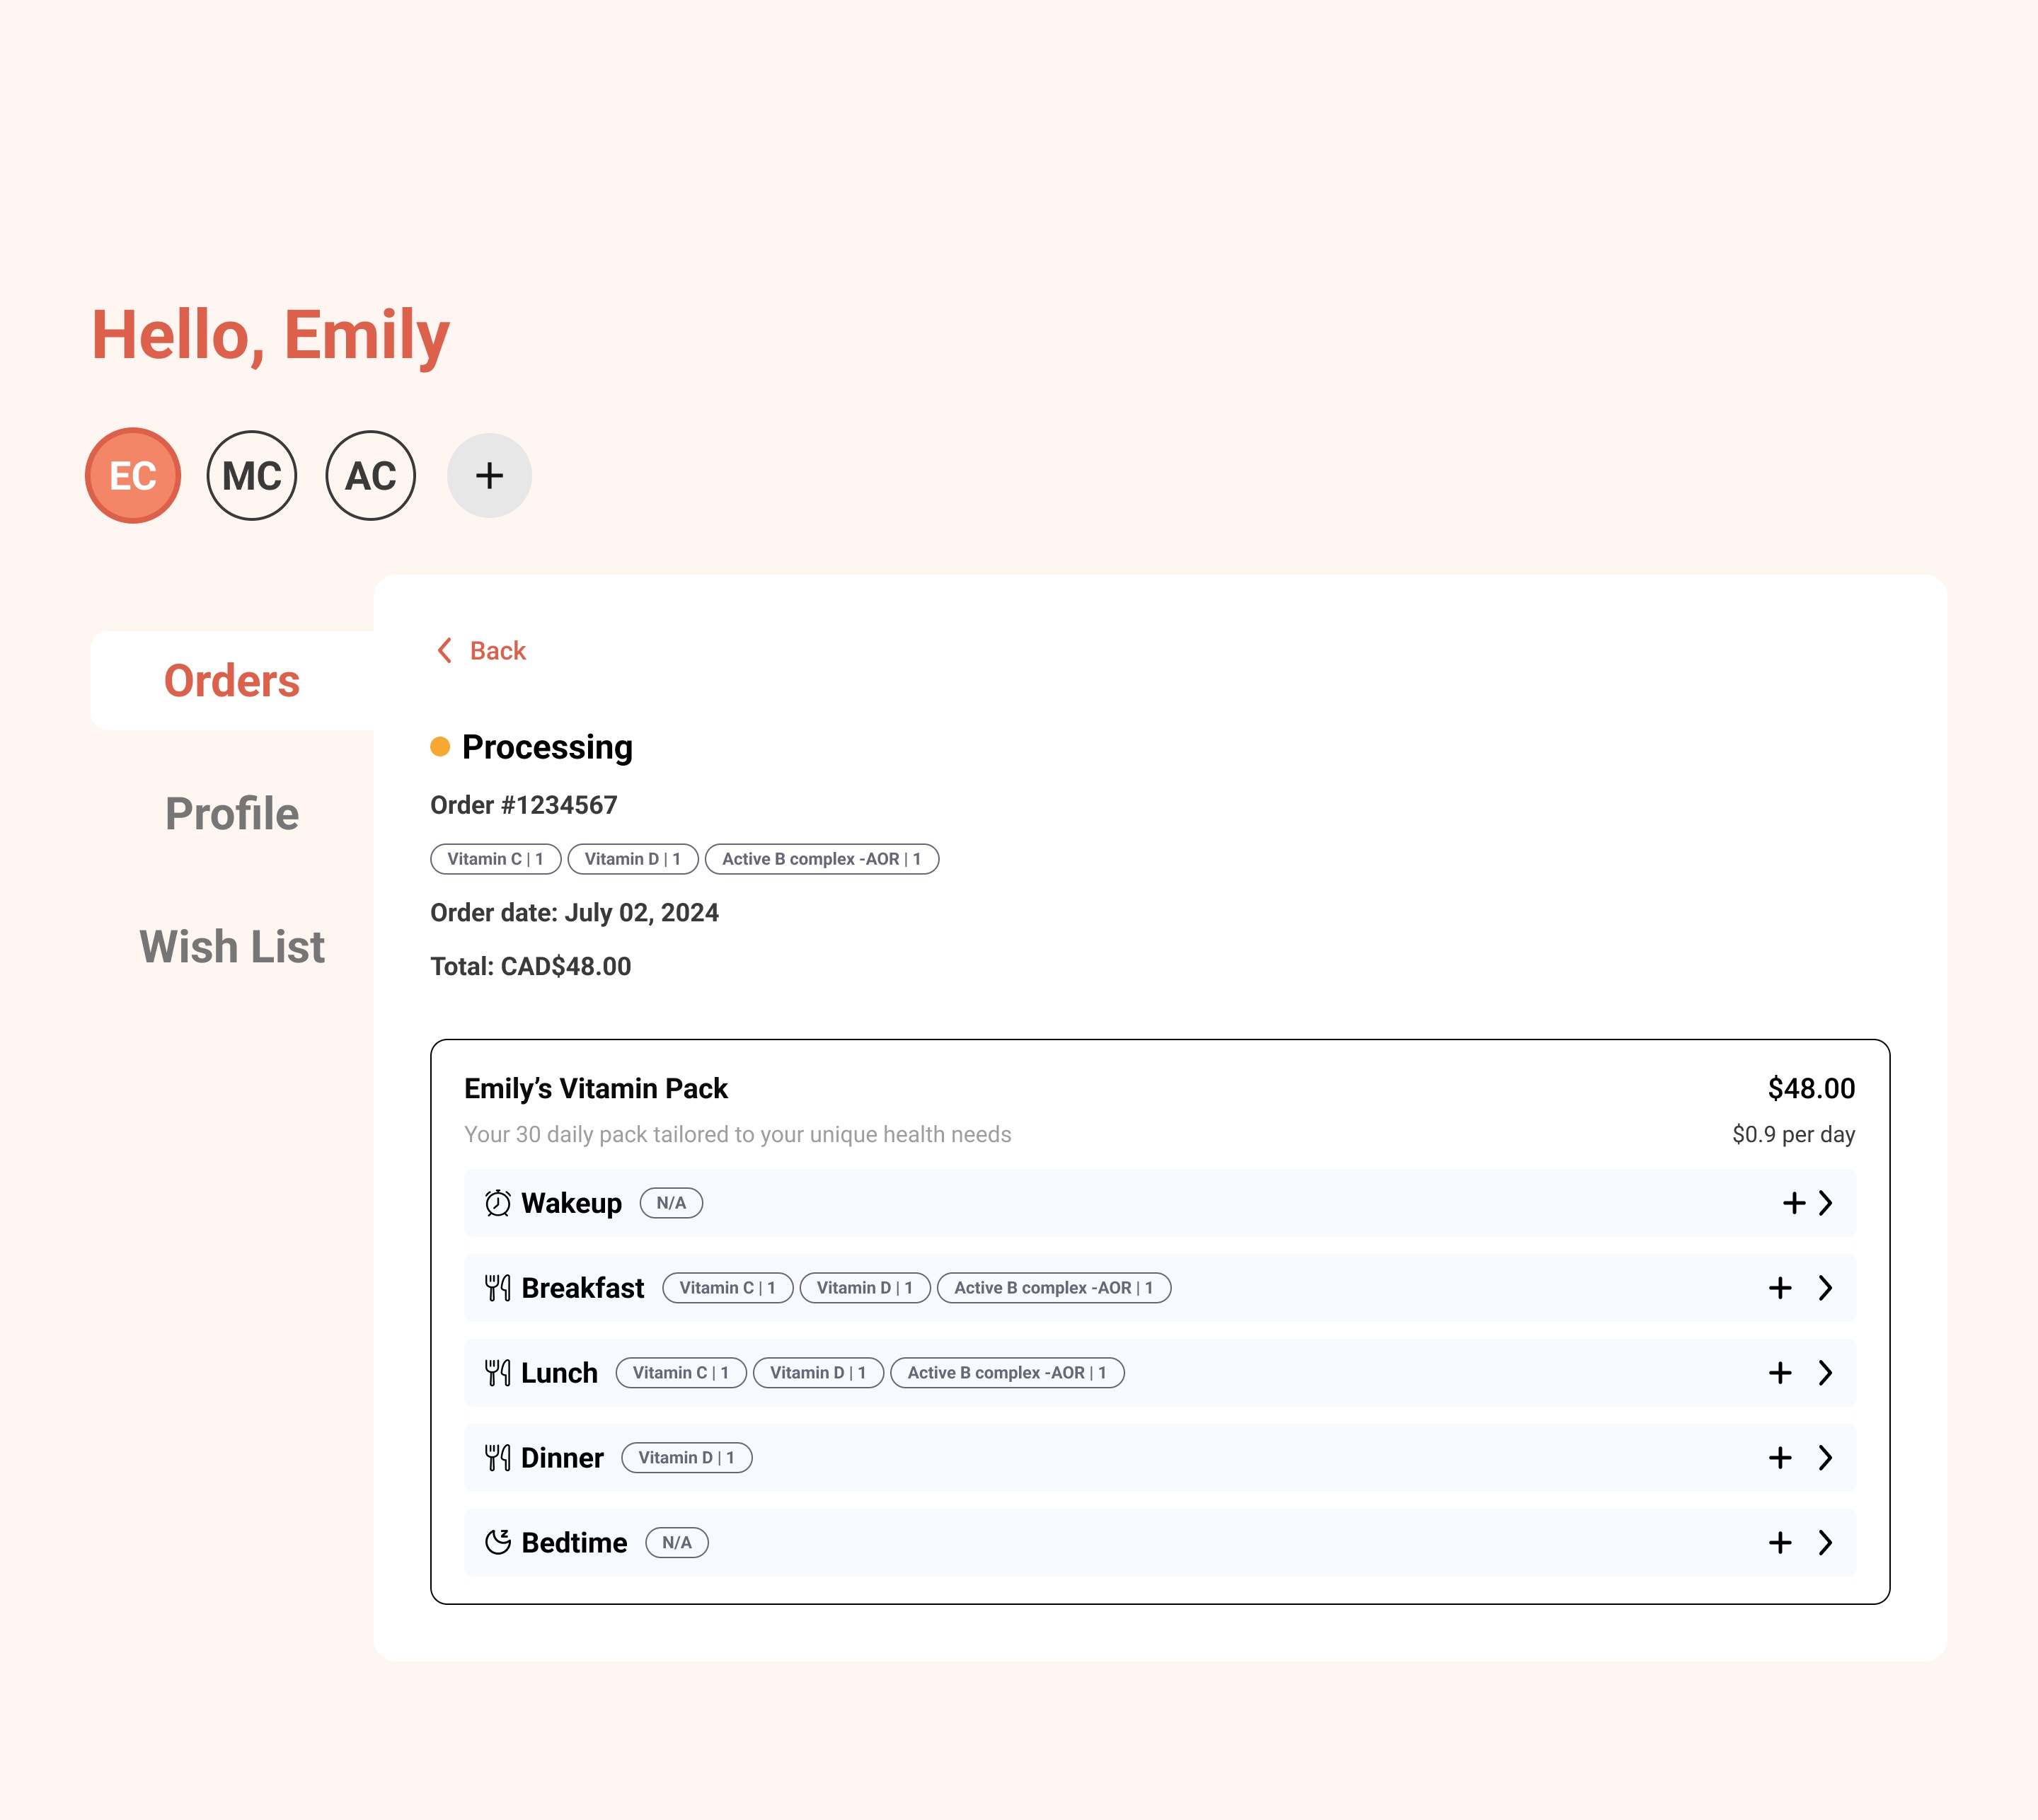 Hello, Emily
EC MC AC +
Orders
Profile
Wish List
Back
Processing
Order #1234567
Vitamin C | 1 Vitamin D | 1 Active B complex -AOR | 1
Order date: July 02, 2024
Total: CAD$48.00
Emily’s Vitamin Pack $48.00
Your 30 daily pack tailored to your unique health needs $0.9 per day
Wakeup N/A +
Breakfast Vitamin C | 1 Vitamin D | 1 Active B complex -AOR | 1 +
Lunch Vitamin C | 1 Vitamin D | 1 Active B complex -AOR | 1 +
Dinner Vitamin D | 1 +
Bedtime N/A +